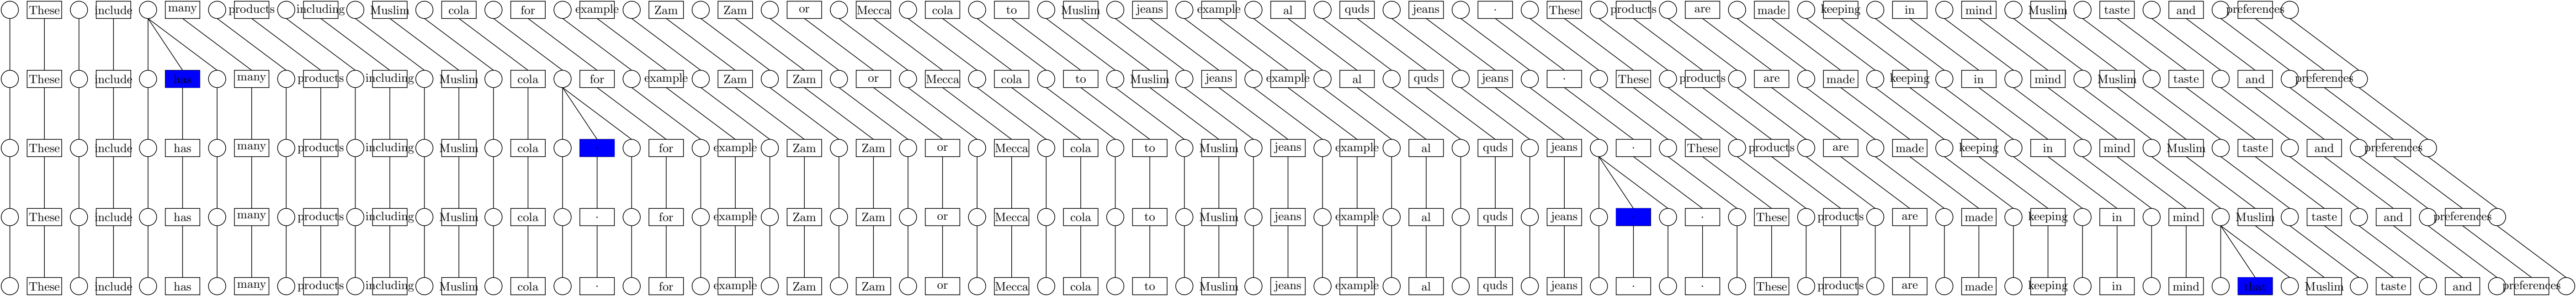 These include many products including Muslim cola for example Zam Zam or Mecca cola to Muslim jeans example al quds jeans . These products are made keeping in mind Muslim taste and preferences
These include has many products including Muslim cola for example Zam Zam or Mecca cola to Muslim jeans example al quds jeans . These products are made keeping in mind Muslim taste and preferences
These include has many products including Muslim cola for example Zam Zam or Mecca cola to Muslim jeans example al quds jeans . These products are made keeping in mind Muslim taste and preferences
These include has many products including Muslim cola . for example Zam Zam or Mecca cola to Muslim jeans example al quds jeans . These products are made keeping in mind Muslim taste and preferences
These include has many products including Muslim cola . for example Zam Zam or Mecca cola to Muslim jeans example al quds jeans . . These products are made keeping in mind Muslim taste and preferences